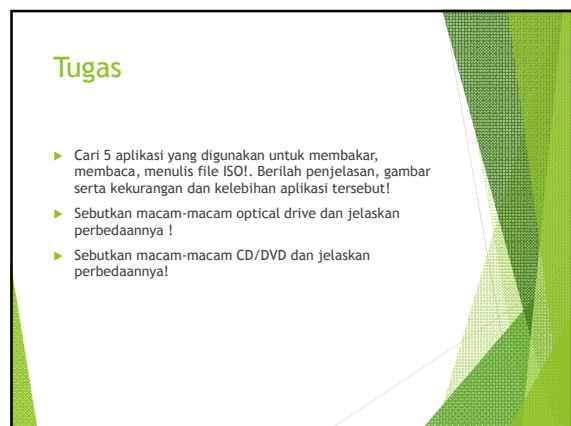 Tugas
Cari 5 aplikasi yang digunakan untuk membakar,
membaca, menulis file ISO!. Berilah penjelasan, gambar
serta kekurangan dan kelebihan aplikasi tersebut!
Sebutkan macam-macam optical drive dan jelaskan
perbedaannya !
Sebutkan macam-macam CD/DVD dan jelaskan
perbedaannya!